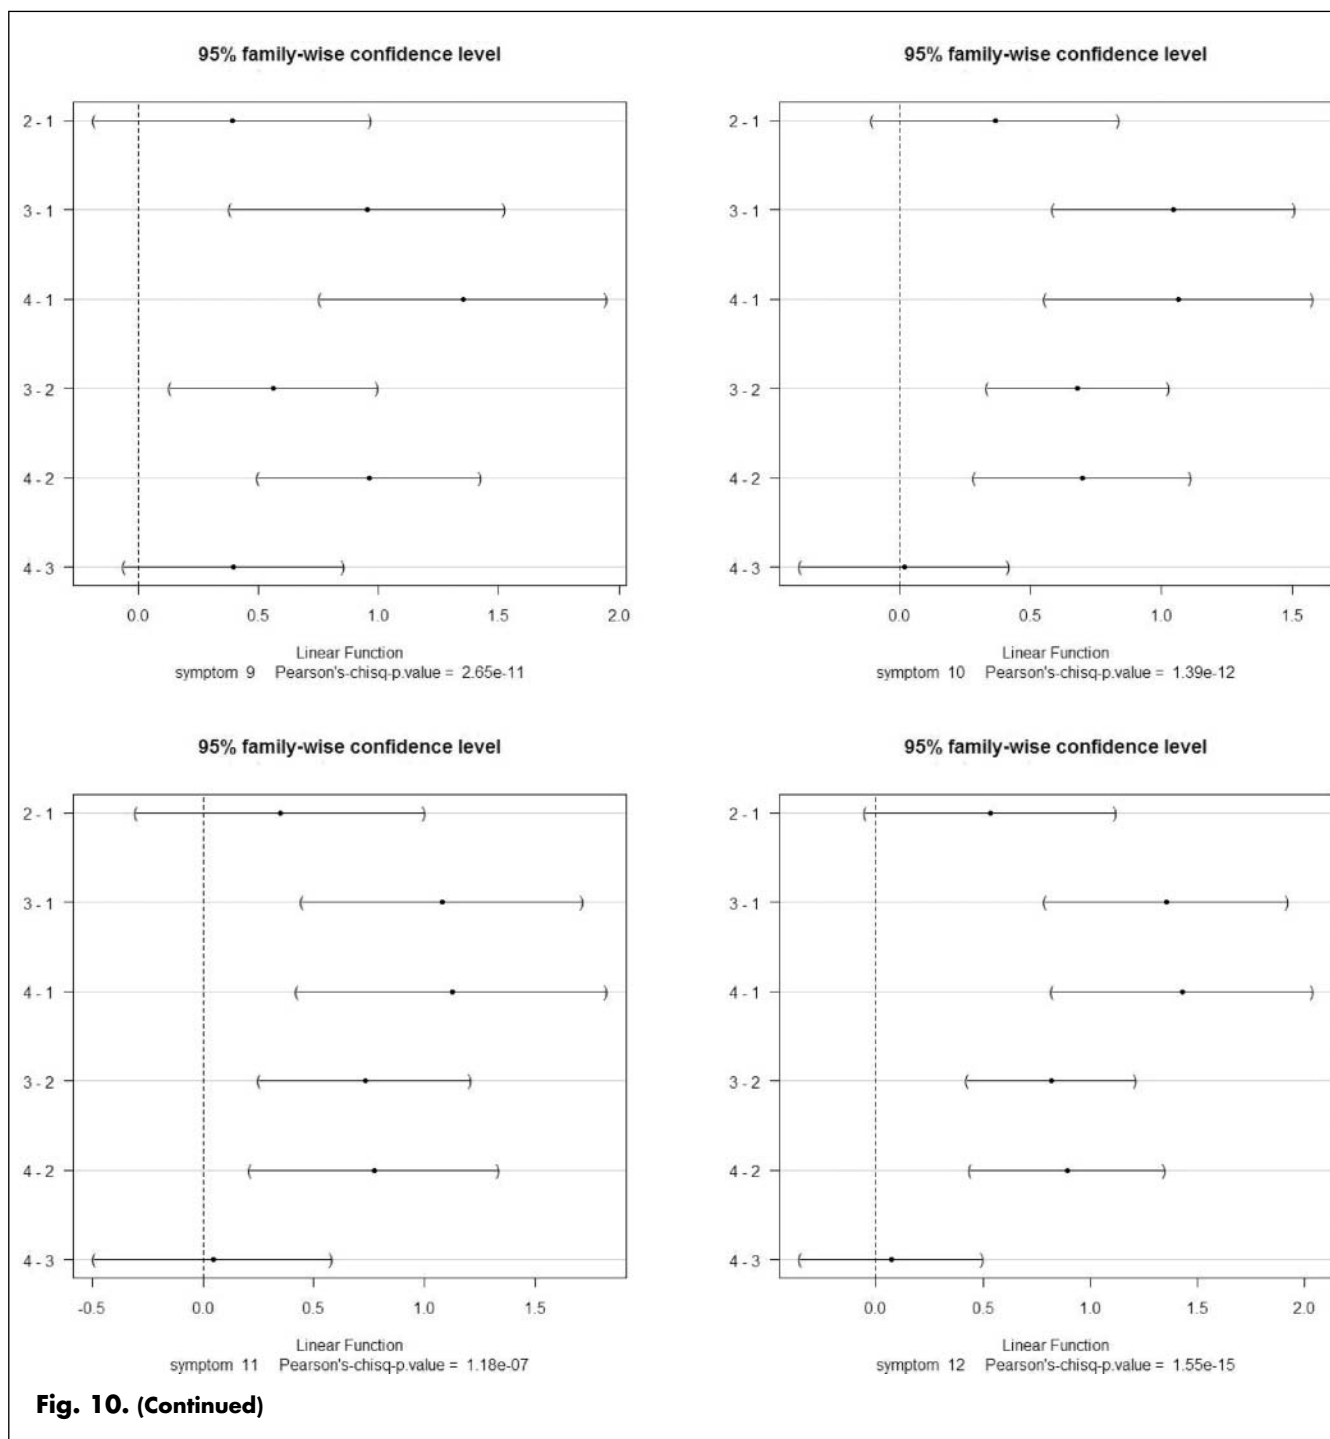 95% family-wise confidence level
2 - 1
3 - 1
4 - 1
3 - 2
4 - 2
4 - 3
0.0 0.5 1.0 1.5 2.0
Linear Function
symptom 9 Pearson's-chisq-p.value = 2.65e-11
95% family-wise confidence level
2 - 1
3 - 1
4 - 1
3 - 2
4 - 2
4 - 3
0.0 0.5 1.0 1.5
Linear Function
symptom 10 Pearson's-chisq-p.value = 1.39e-12
95% family-wise confidence level
2 - 1
3 - 1
4 - 1
3 - 2
4 - 2
4 - 3
-0.5 0.0 0.5 1.0 1.5
Linear Function
symptom 11 Pearson's-chisq-p.value = 1.18e-07
95% family-wise confidence level
2 - 1
3 - 1
4 - 1
3 - 2
4 - 2
4 - 3
0.0 0.5 1.0 1.5 2.0
Linear Function
symptom 12 Pearson's-chisq-p.value = 1.55e-15
Fig. 10. (Continued)